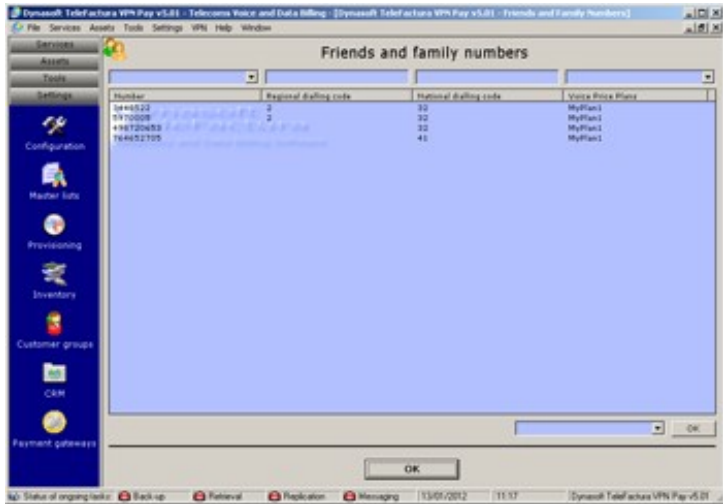 Dynasoft TeleFactura VPN Pay v5.01 - Telecoms Voice and Data Billing - [Dynasoft TeleFactura VPN Pay v5.01 - Friends and Family Numbers]
File Services Assets Tools Settings VPN Help Window
Services
Assets
Tools
Settings
Friends and family numbers
Number Regional dialling code National dialling code Voice Price Plans
2 32 MyPlan1
5970005 2 32 MyPlan1
498720653 32 MyPlan1
764652705 41 MyPlan1
Configuration
Master lists
Provisioning
Inventory
Customer groups
CRM
Payment gateways
OK
OK
Status of ongoing tasks: Back-up Retrieval Replication Messaging 13/01/2012 11:17 Dynasoft TeleFactura VPN Pay v5.01